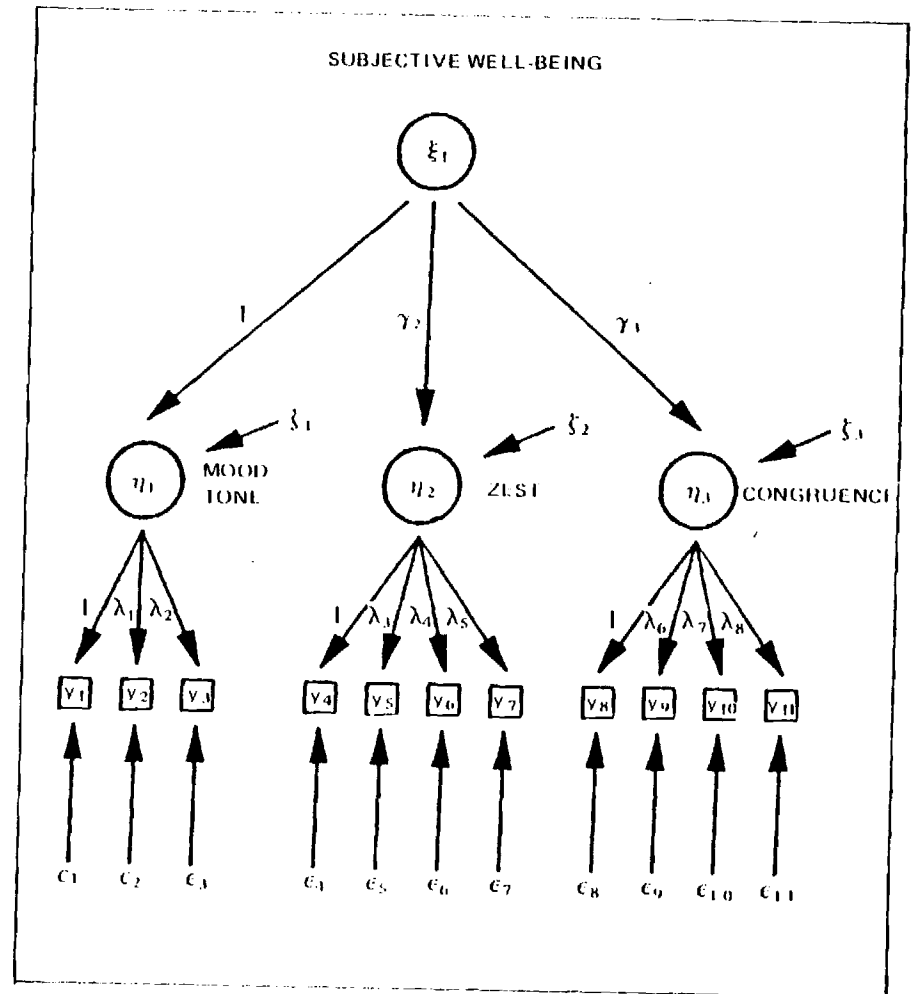 SUBJECTIVE WELL-BEING
ξ1
1 γ2 γ3
ζ1 ζ2 ζ3
η1 MOOD TONE η2 ZEST η3 CONGRUENCE
1 λ1 λ2 1 λ3 λ4 λ5 1 λ6 λ7 λ8
y1 y2 y3 y4 y5 y6 y7 y8 y9 y10 y11
ϵ1 ϵ2 ϵ3 ϵ4 ϵ5 ϵ6 ϵ7 ϵ8 ϵ9 ϵ10 ϵ11